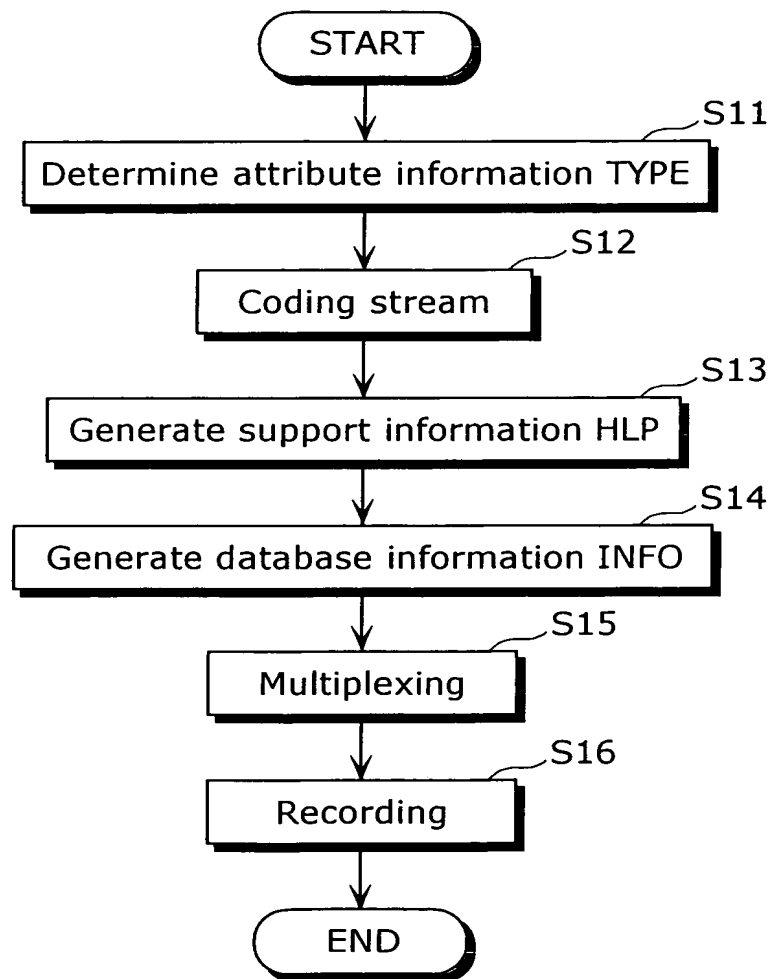 START
S11
Determine attribute information TYPE
S12
Coding stream
S13
Generate support information HLP
S14
Generate database information INFO
S15
Multiplexing
S16
Recording
END